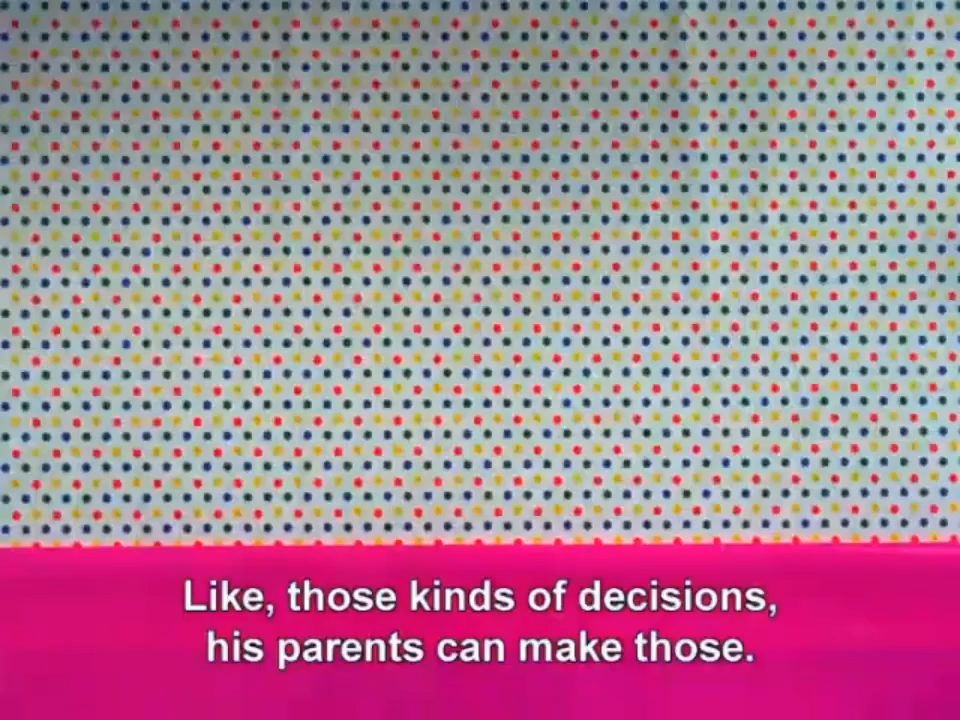 Like, those kinds of decisions,
his parents can make those.